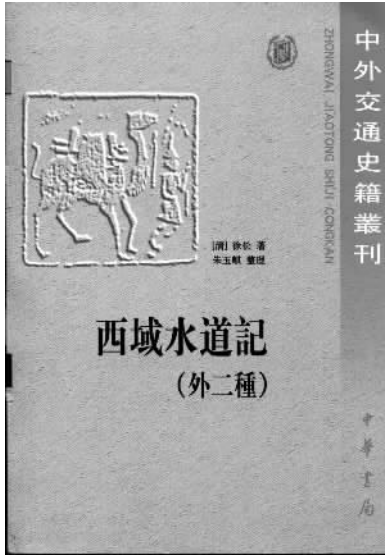 中外交通史籍叢刊
ZHONGWAI JIAOTONG SHIJI CONGKAN
[清] 徐松 著
朱玉麒 整理
西域水道記
(外二種)
中華書局